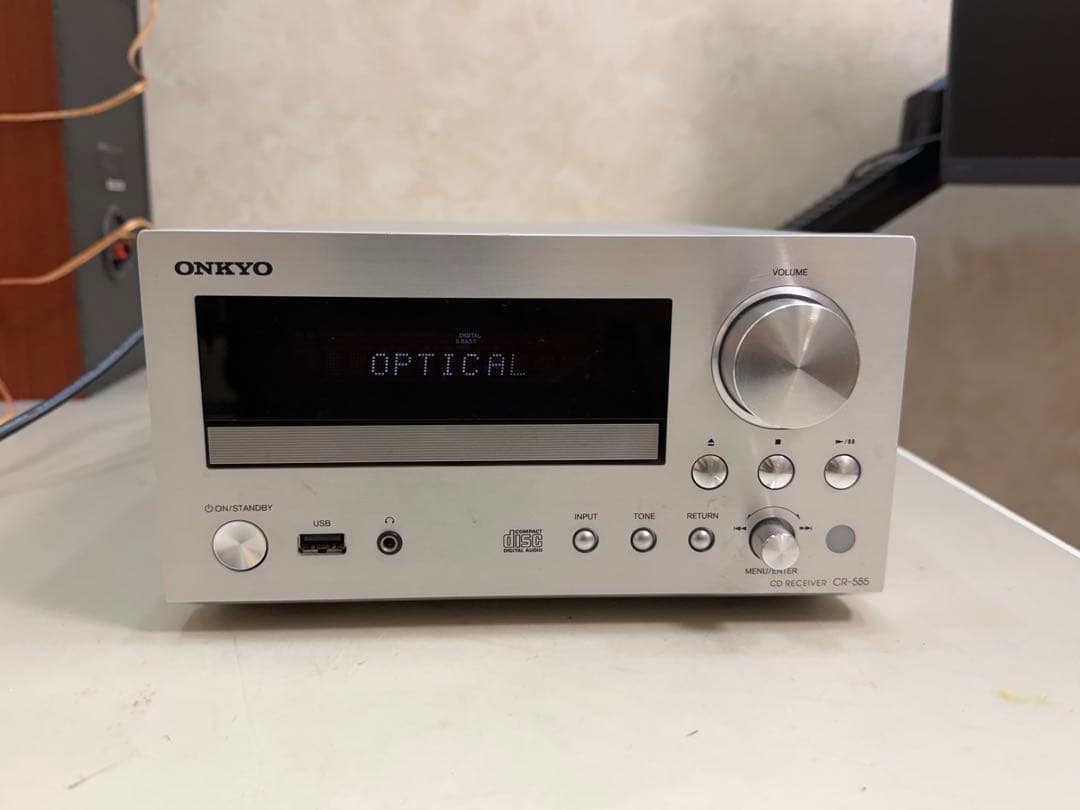 ONKYO
VOLUME
DIGITAL
S.BASS
OPTICAL
ON/STANDBY
USB
COMPACT
disc
DIGITAL AUDIO
INPUT
TONE
RETURN
MENU/ENTER
CD RECEIVER CR-555